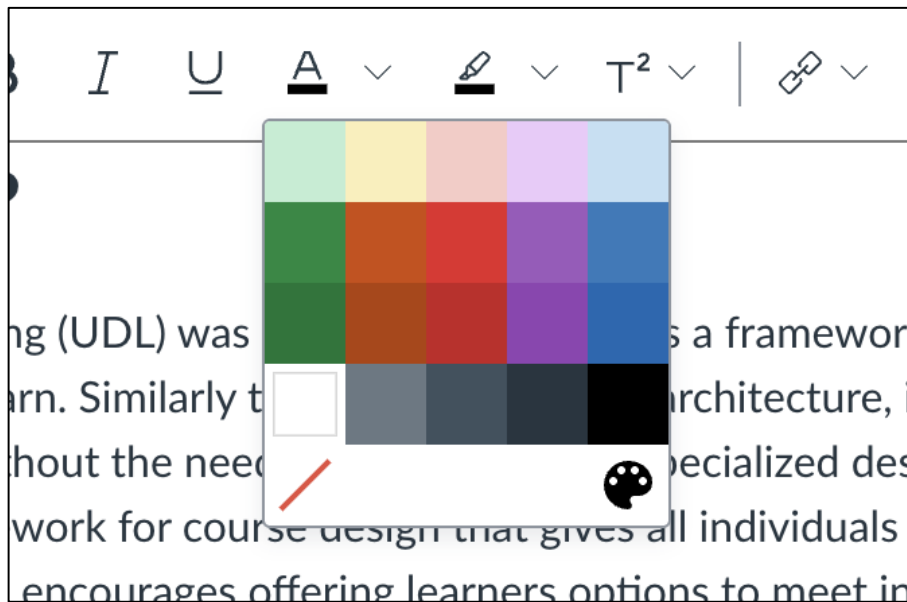 I U A T²
ng (UDL) was s a framewor
arn. Similarly t architecture, i
thout the need pecialized des
work for course design that gives all individuals
encourages offering learners options to meet in